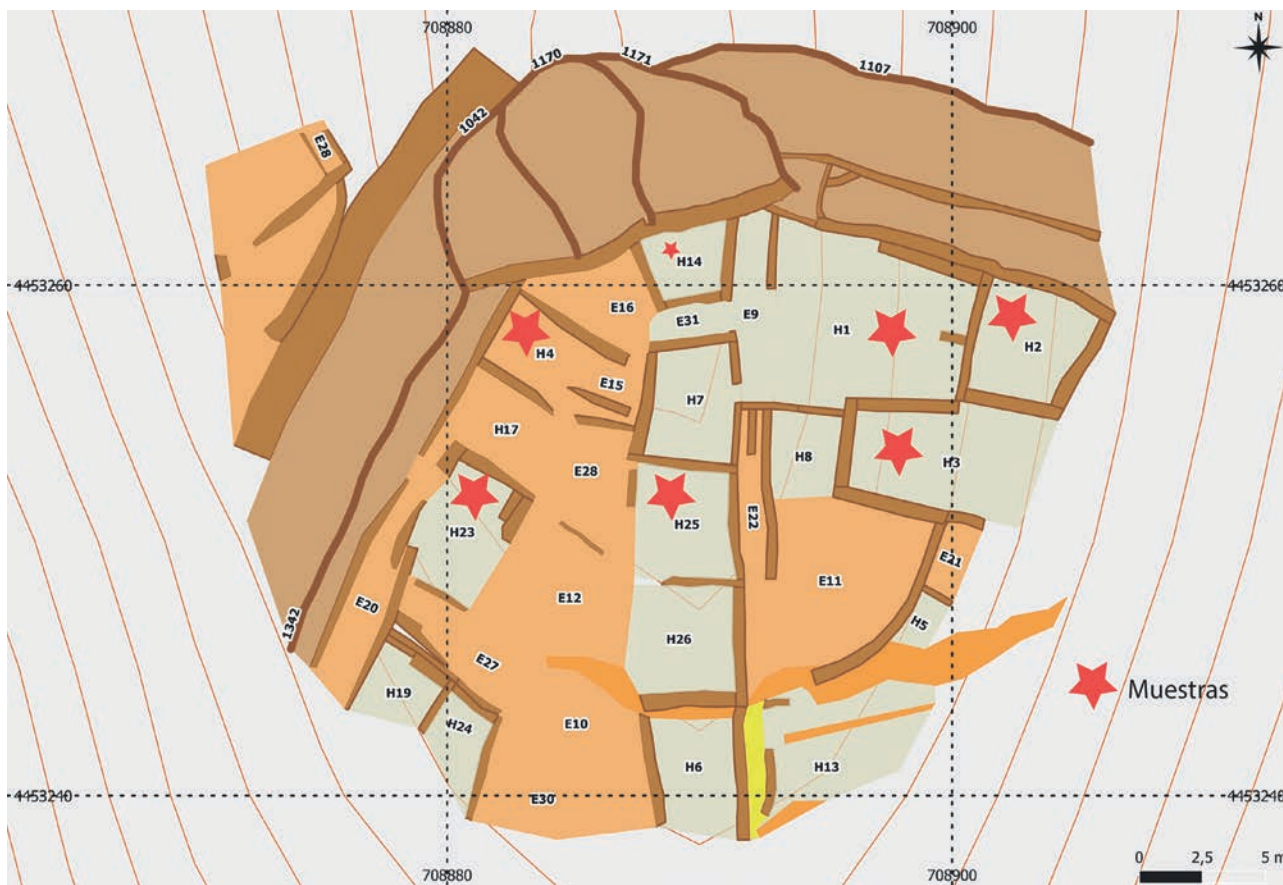 N
708880
708900
1170
1171
1107
1042
E28
H14
4453260
4453260
E16
E31
E9
H1
H2
H4
E15
H7
H17
H8
H3
E28
H23
H25
E22
E21
E11
E12
E20
H5
H26
1342
E27
H19
Muestras
H24
E10
H6
H13
4453240
E30
4453240
0 2,5 5 m
708880
708900